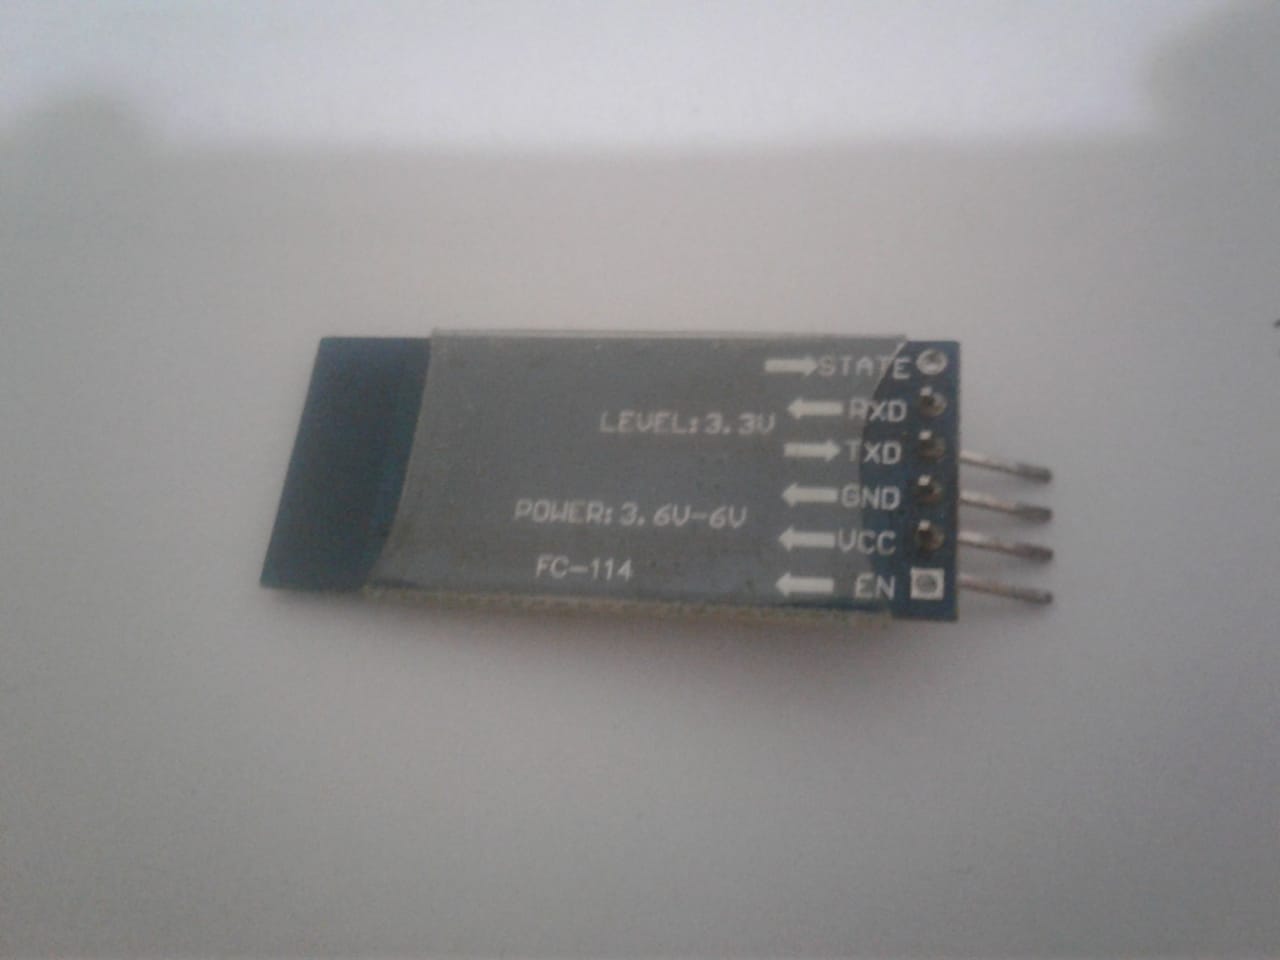 STATE
RXD
LEVEL:3.3V
TXD
GND
POWER:3.6V-6V
VCC
FC-114
EN